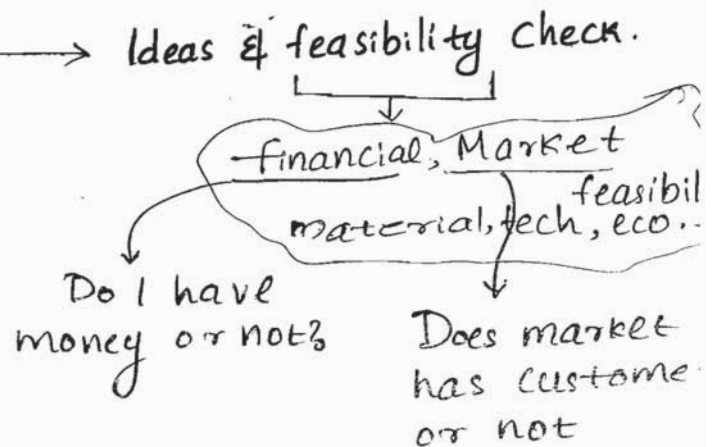 Ideas & feasibility Check.
financial, Market
feasibil
material, tech, eco..
Do I have
money or not?
Does market
has custome
or not